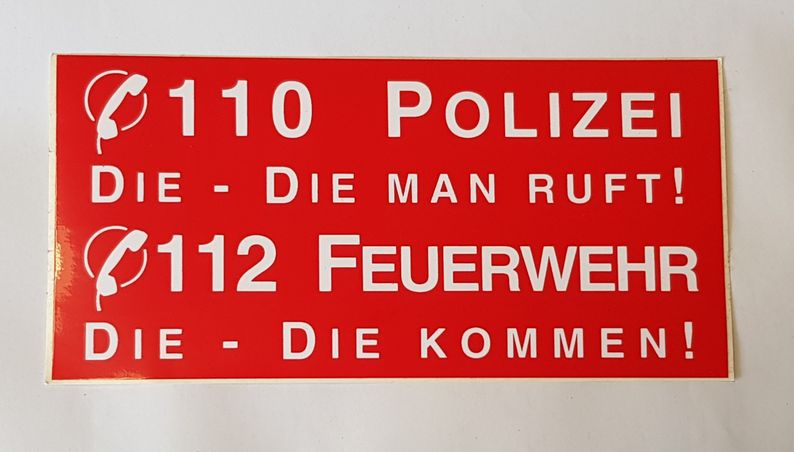 110 POLIZEI
DIE - DIE MAN RUFT!
112 FEUERWEHR
DIE - DIE KOMMEN!